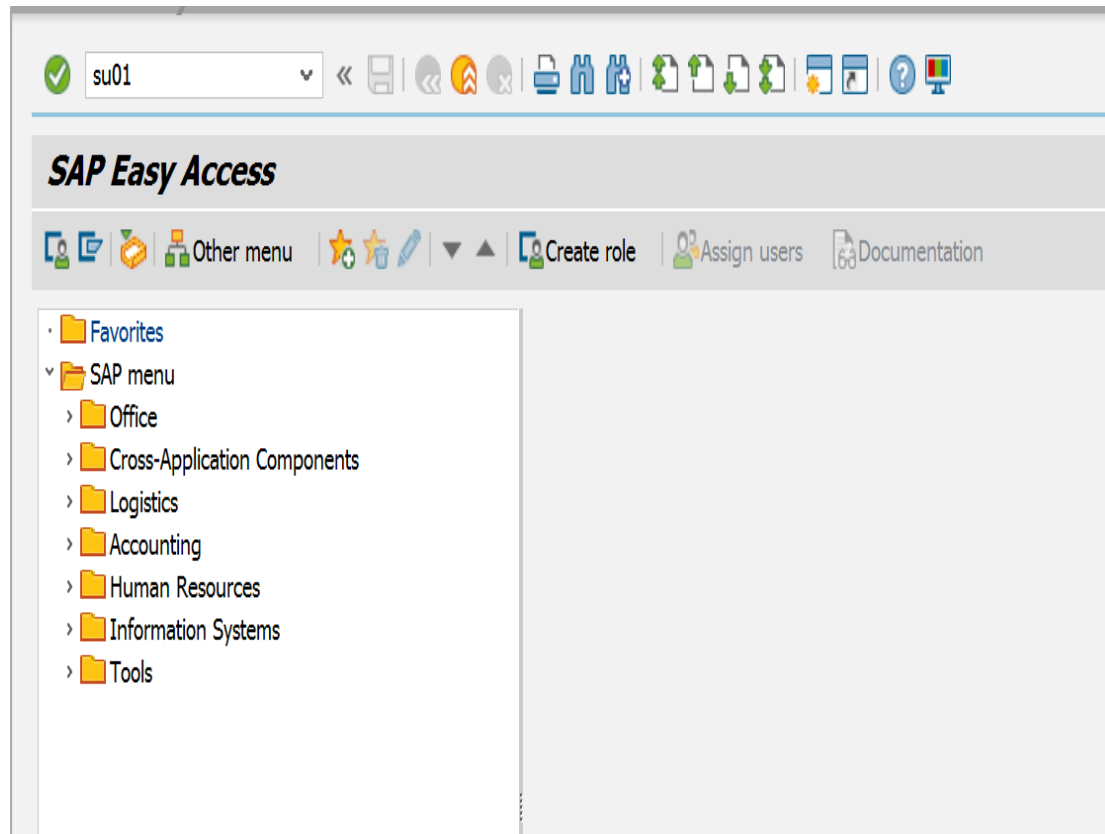 su01
SAP Easy Access
Other menu Create role Assign users Documentation
Favorites
SAP menu
Office
Cross-Application Components
Logistics
Accounting
Human Resources
Information Systems
Tools